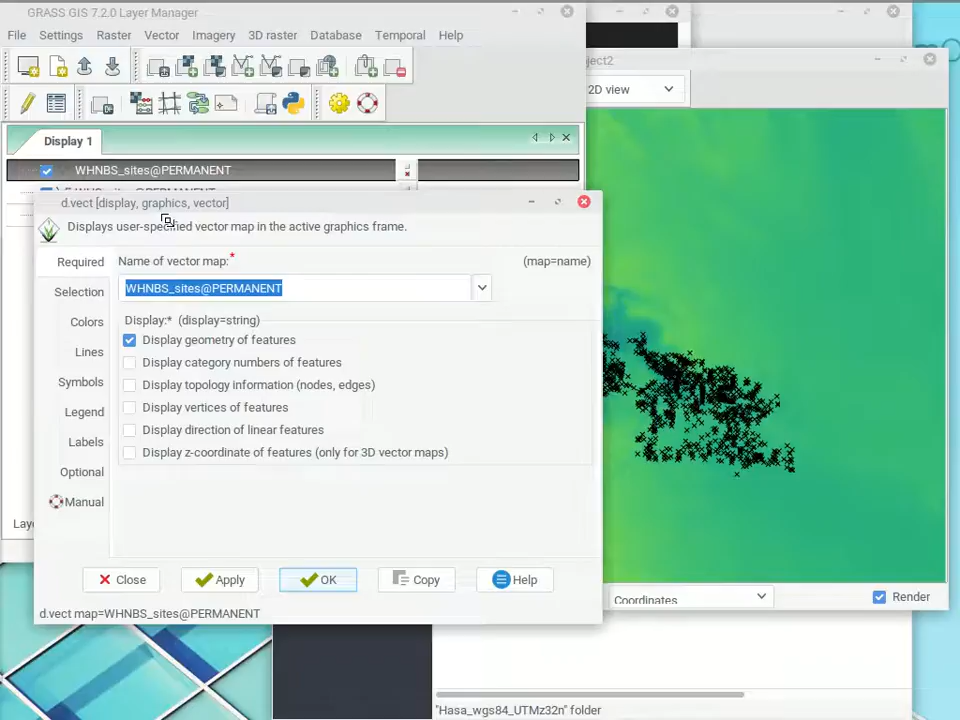 GRASS GIS 7.2.0 Layer Manager
File Settings Raster Vector Imagery 3D raster Database Temporal Help
ject2
2D view
Display 1
WHNBS_sites@PERMANENT
d.vect [display, graphics, vector]
Displays user-specified vector map in the active graphics frame.
Required
Name of vector map:*
(map=name)
Selection
WHNBS_sites@PERMANENT
Colors
Display:* (display=string)
Display geometry of features
Lines
Display category numbers of features
Symbols
Display topology information (nodes, edges)
Legend
Display vertices of features
Labels
Display direction of linear features
Optional
Display z-coordinate of features (only for 3D vector maps)
Manual
Laye
Close Apply OK Copy Help
d.vect map=WHNBS_sites@PERMANENT
Coordinates
Render
"Hasa_wgs84_UTMz32n" folder